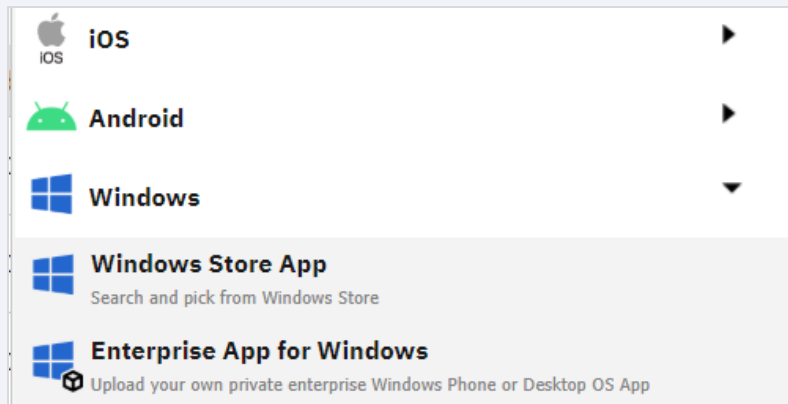 iOS
iOS
Android
Windows
Windows Store App
Search and pick from Windows Store
Enterprise App for Windows
Upload your own private enterprise Windows Phone or Desktop OS App